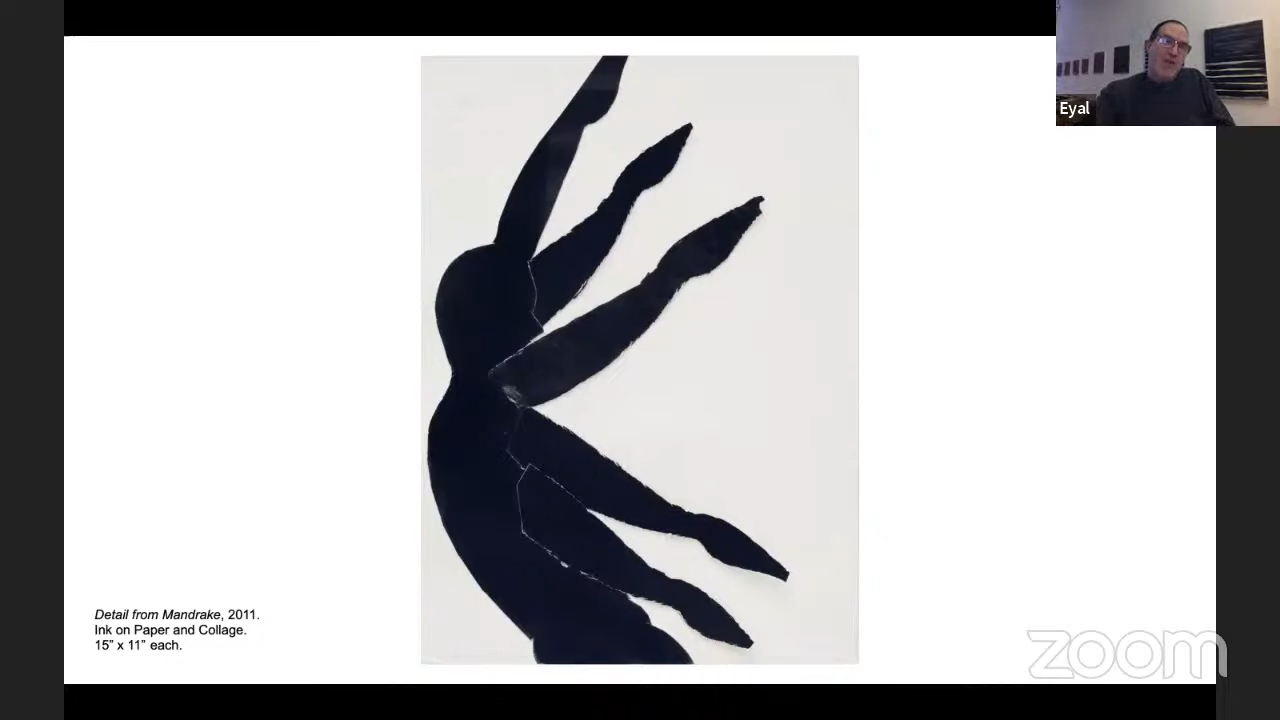 Eyal
Detail from Mandrake, 2011.
Ink on Paper and Collage.
15” x 11” each.
zoom